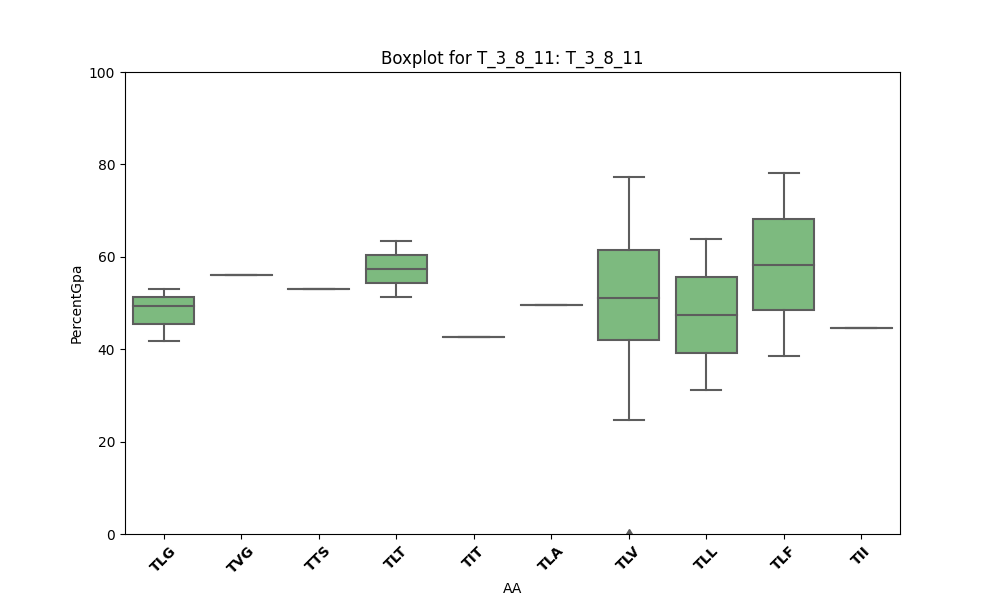 Boxplot for T_3_8_11: T_3_8_11
100
80
60
40
20
0
PercentGpa
TLG
TVG
TTS
TLT
TIT
TLA
TLV
TLL
TLF
TII
AA